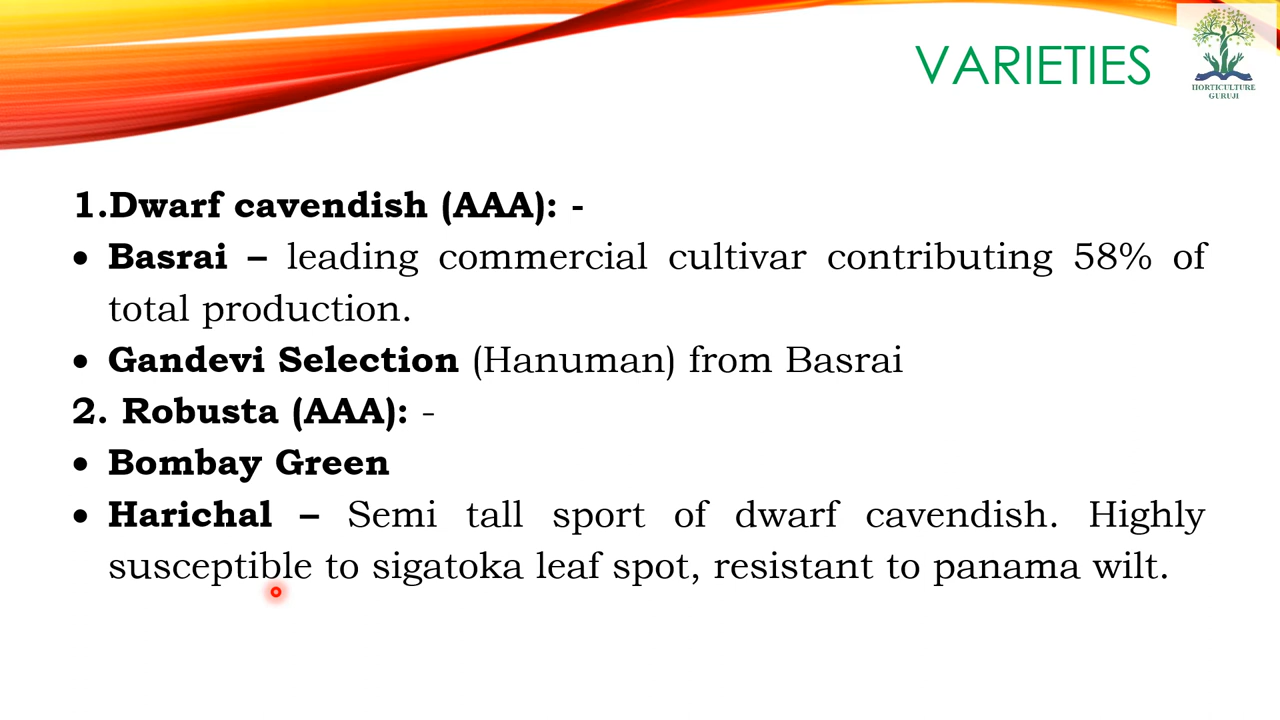 VARIETIES
HORTICULTURE
GURUJI
1.Dwarf cavendish (AAA): -
• Basrai – leading commercial cultivar contributing 58% of
total production.
• Gandevi Selection (Hanuman) from Basrai
2. Robusta (AAA): -
• Bombay Green
• Harichal – Semi tall sport of dwarf cavendish. Highly
susceptible to sigatoka leaf spot, resistant to panama wilt.